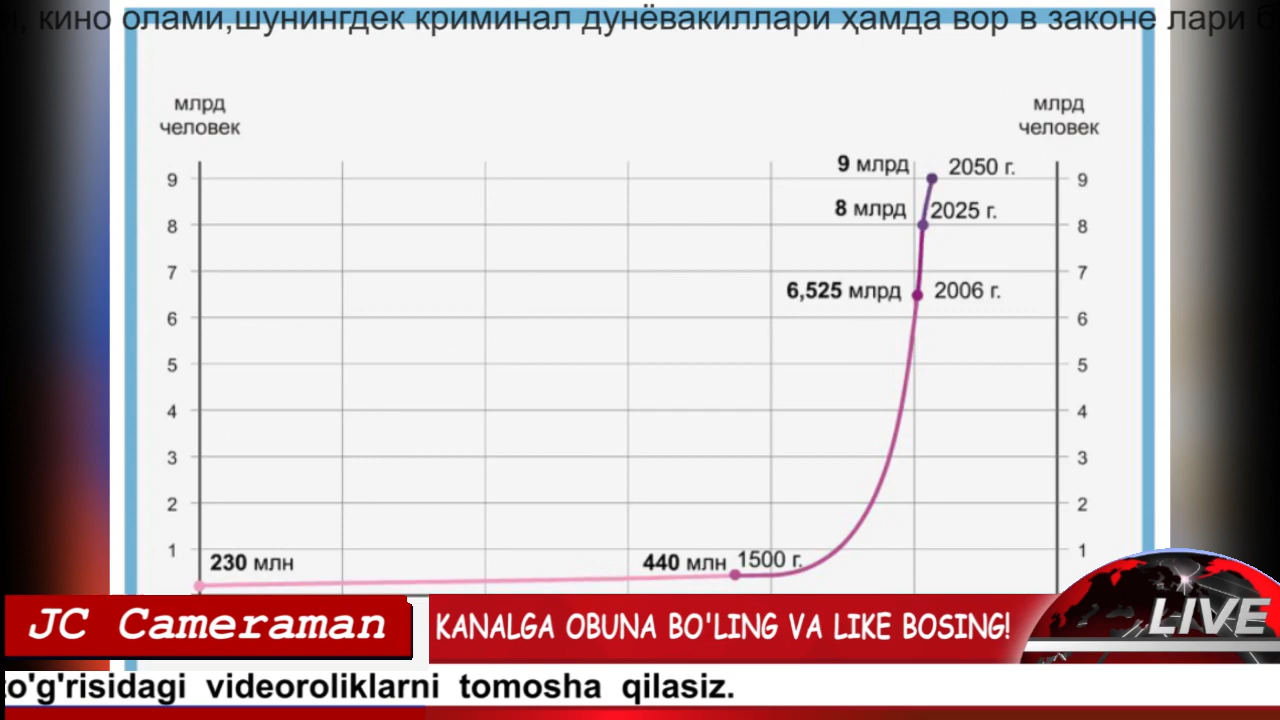 кино олами,шунингдек криминал дунёвакиллари ҳамда вор в законе лари
млрд человек
млрд человек
9 млрд 2050 г.
9 9
8 млрд 2025 г.
8 8
7 7
6,525 млрд 2006 г.
6 6
5 5
4 4
3 3
2 2
1 1
230 млн
440 млн 1500 г.
JC Cameraman
KANALGA OBUNA BO'LING VA LIKE BOSING!
LIVE
to'g'risidagi videoroliklarni tomosha qilasiz.